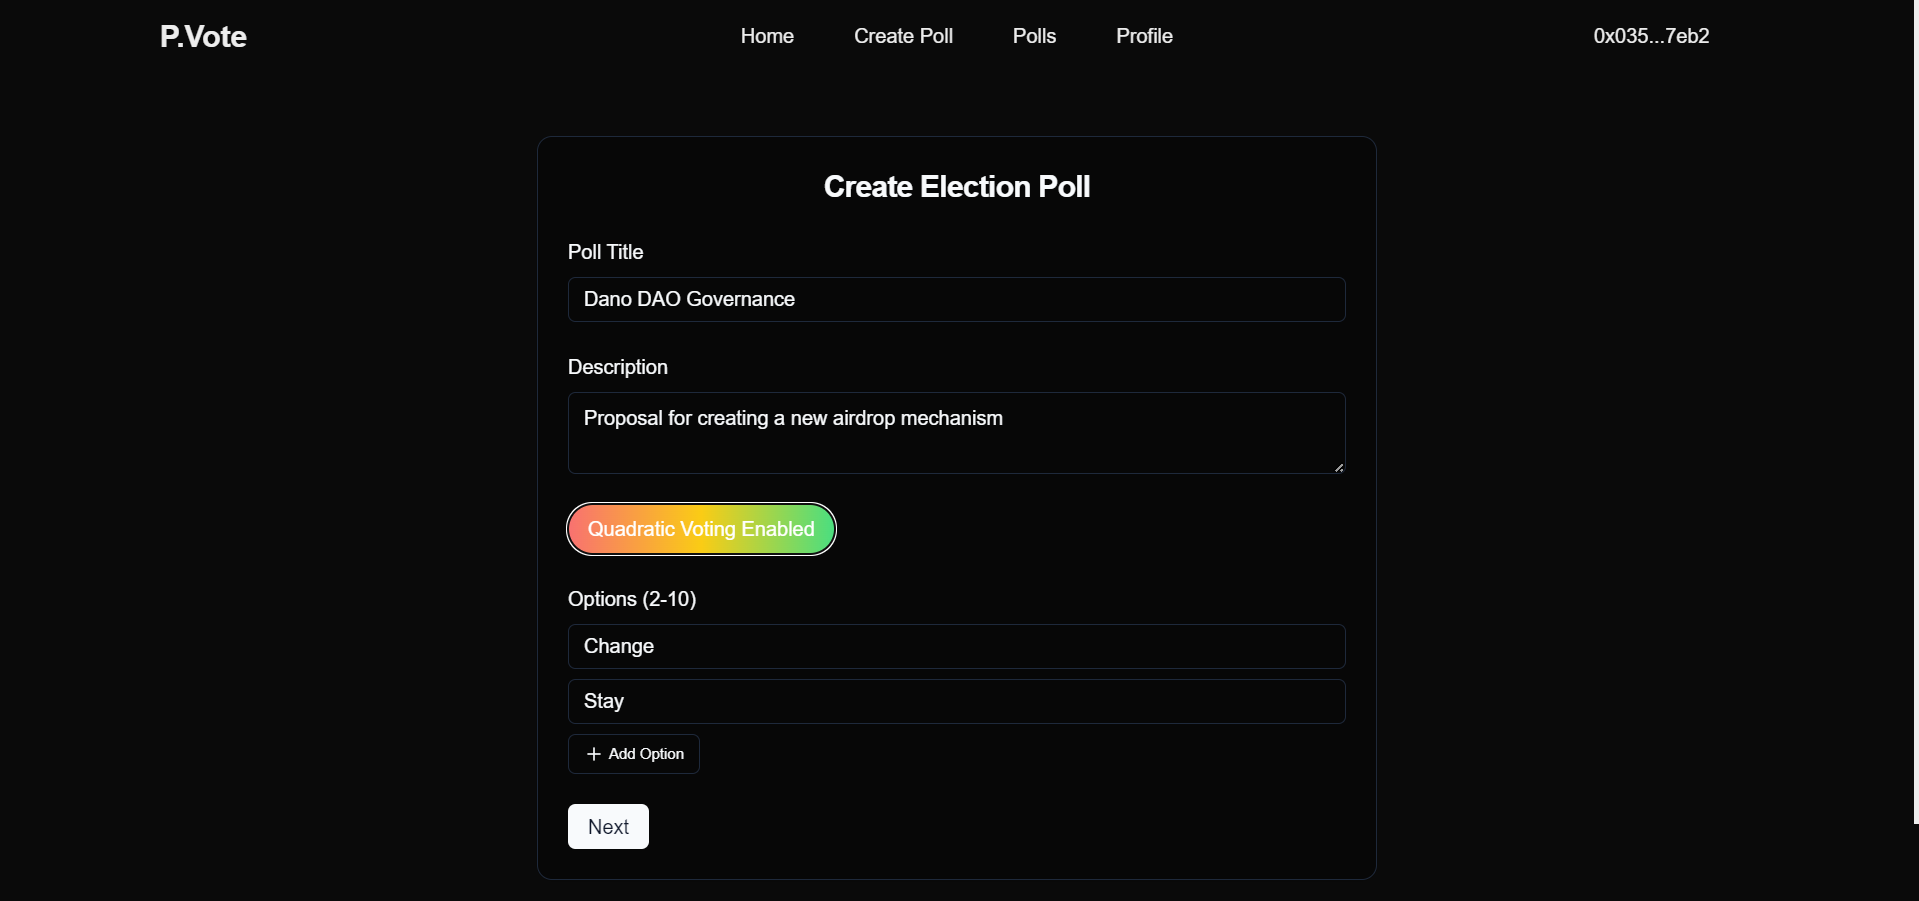 P.Vote
Home
Create Poll
Polls
Profile
0x035...7eb2
Create Election Poll
Poll Title
Dano DAO Governance
Description
Proposal for creating a new airdrop mechanism
Quadratic Voting Enabled
Options (2-10)
Change
Stay
+ Add Option
Next